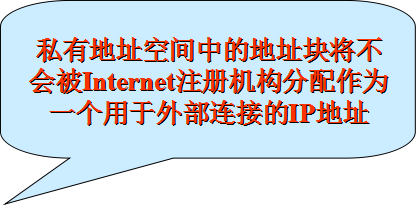 私有地址空间中的地址块将不
会被Internet注册机构分配作为
一个用于外部连接的IP地址